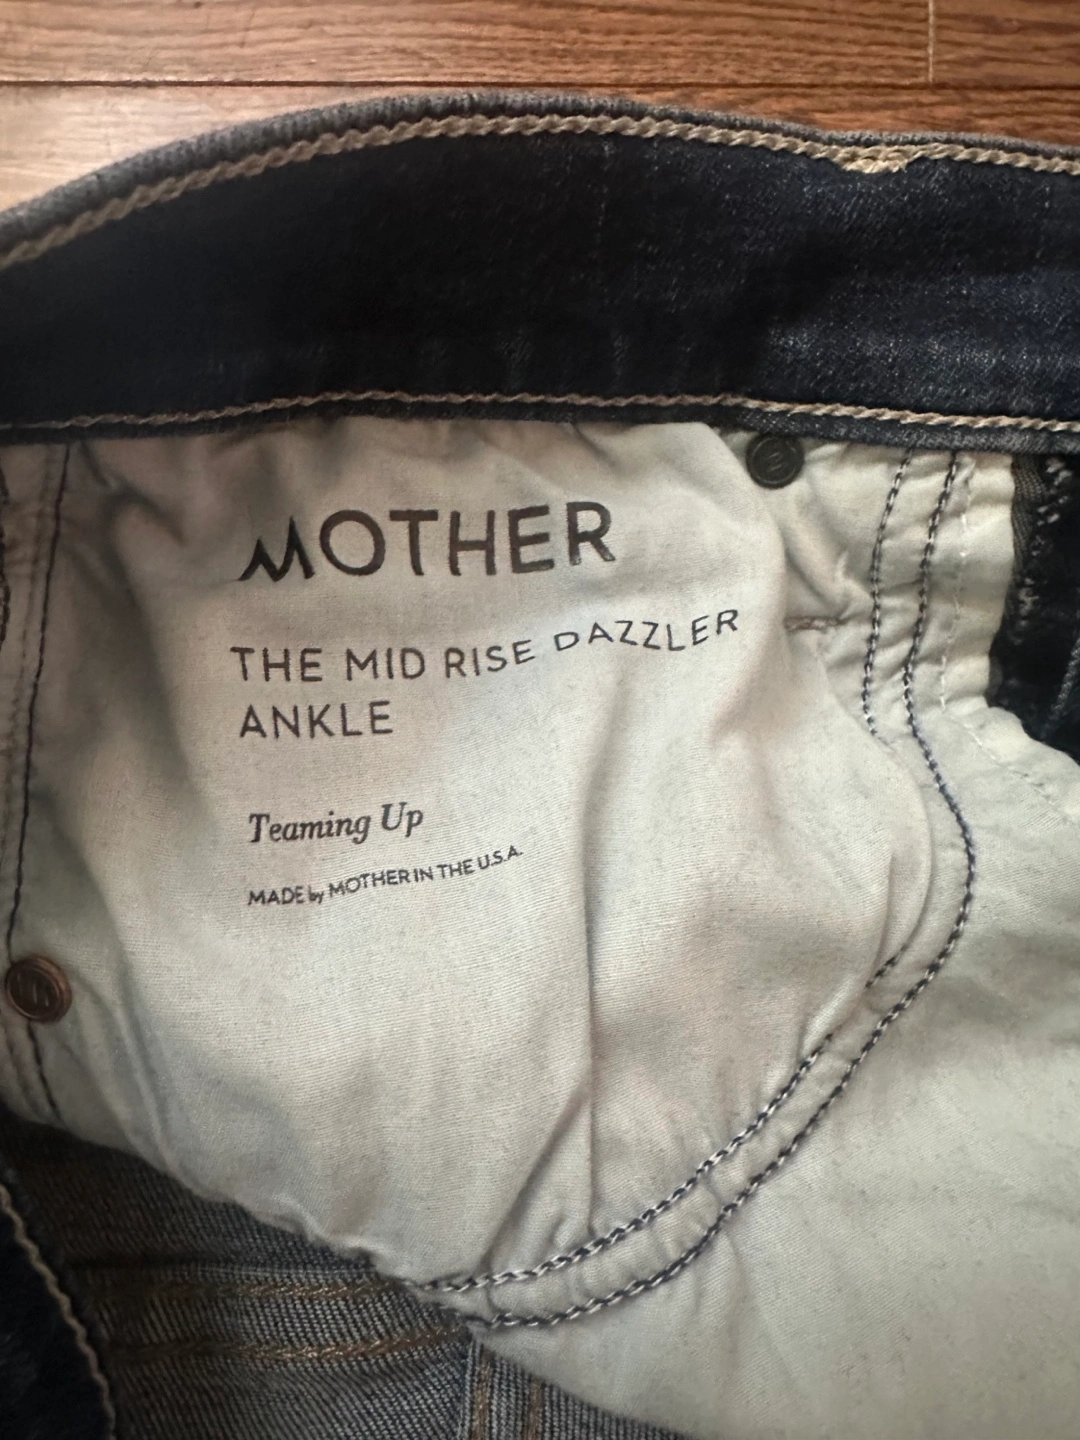 MOTHER
THE MID RISE DAZZLER
ANKLE
Teaming Up
MADE by MOTHER IN THE U.S.A.